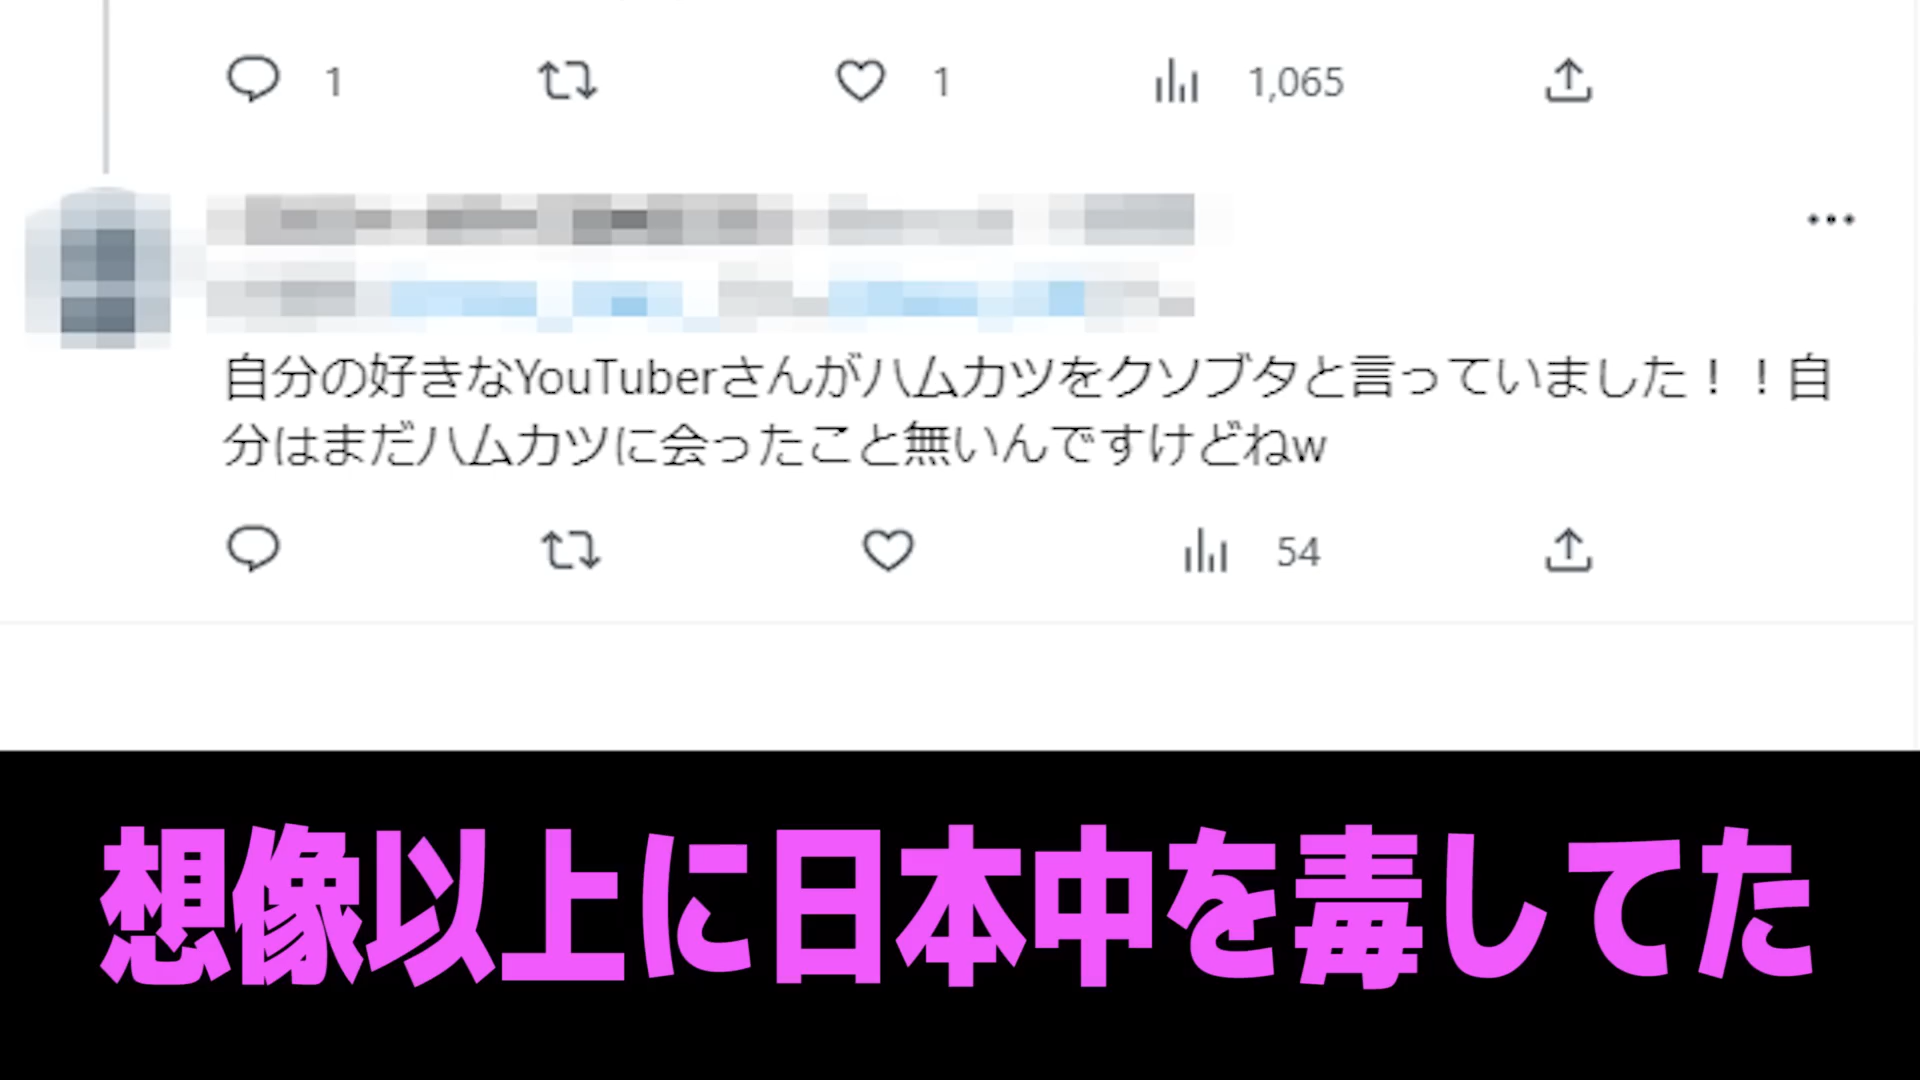 1 1 1,065
自分の好きなYouTuberさんがハムカツをクソブタと言っていました！！自
分はまだハムカツに会ったこと無いんですけどねw
54
想像以上に日本中を毒してた